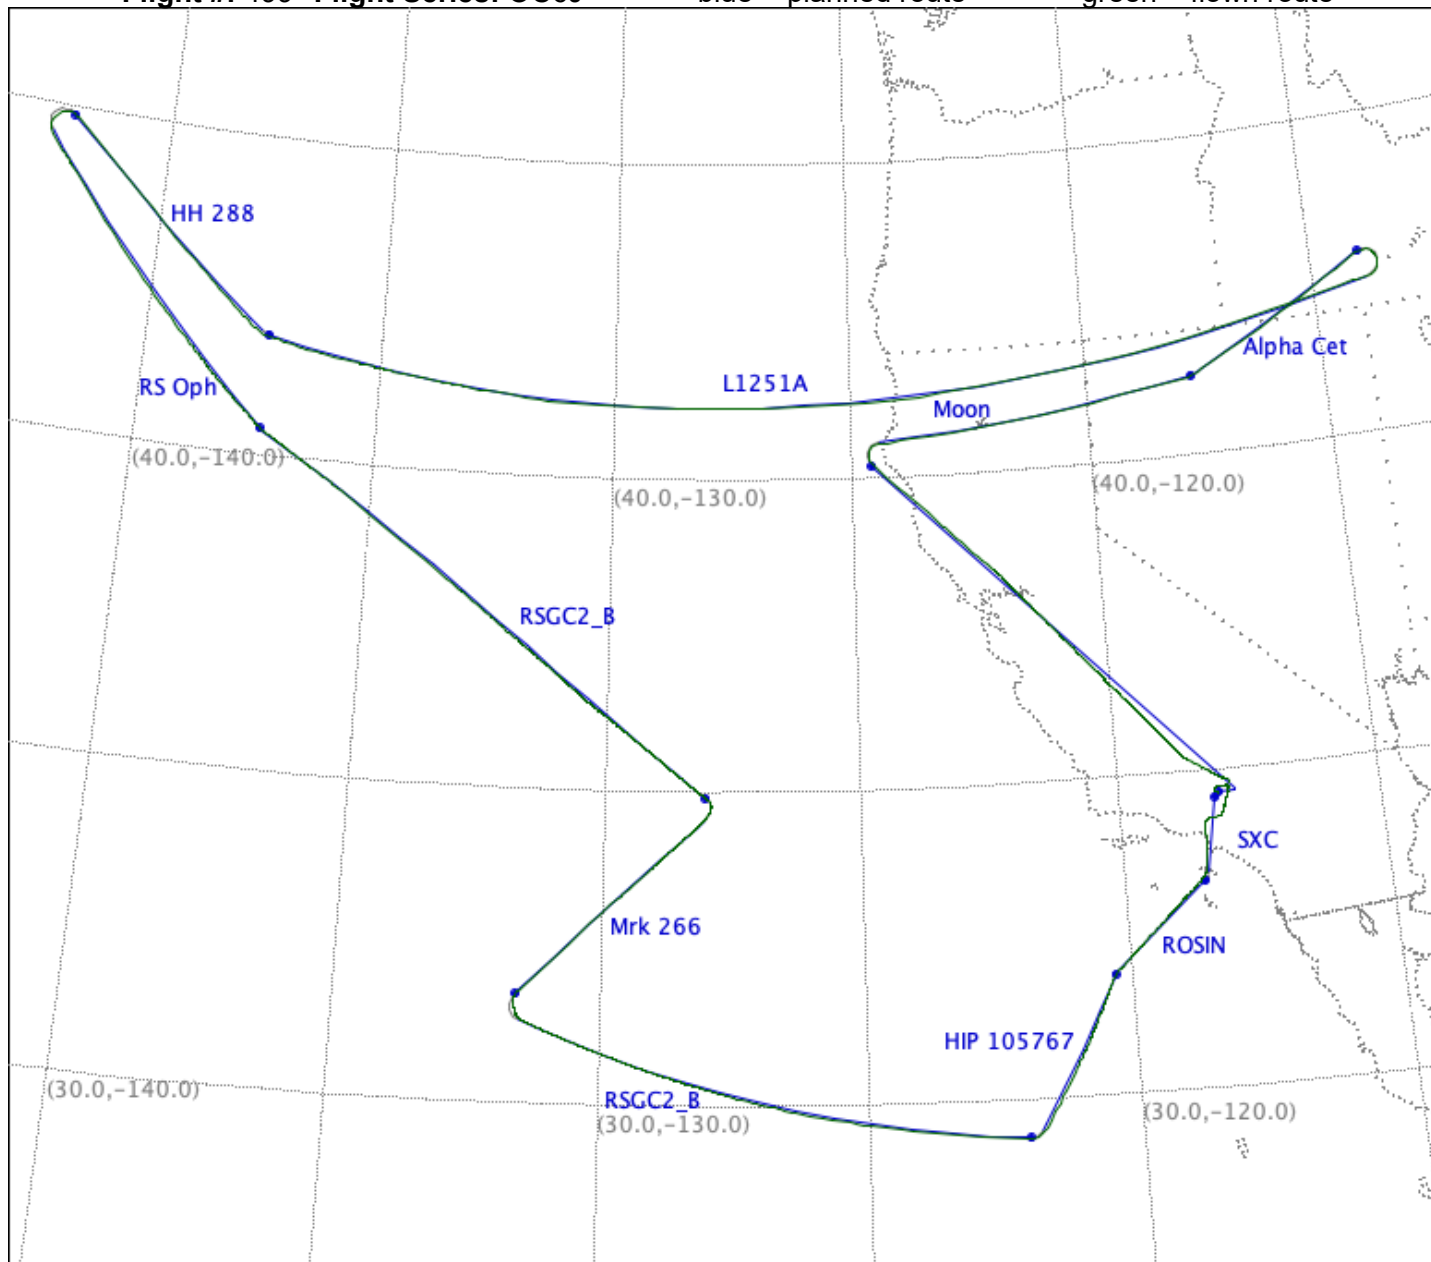 HH 288
RS Oph
L1251A
Moon
Alpha Cet
(40.0,-140.0)
(40.0,-130.0)
(40.0,-120.0)
RSGC2_B
SXC
Mrk 266
ROSIN
HIP 105767
(30.0,-140.0)
RSGC2_B
(30.0,-130.0)
(30.0,-120.0)